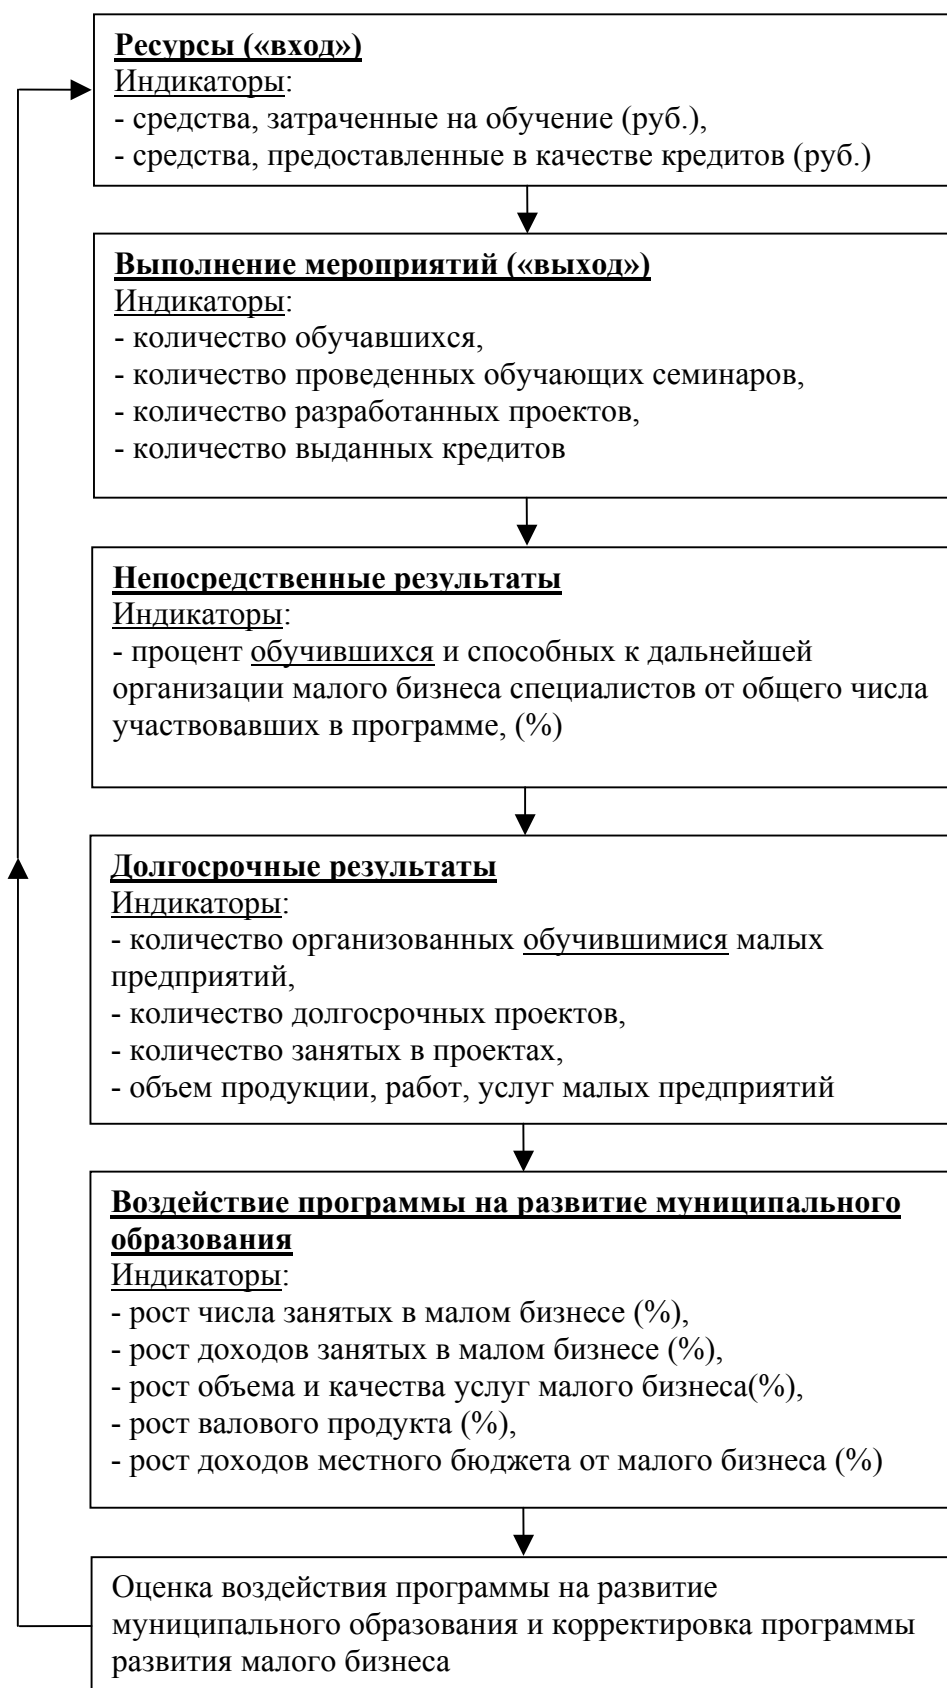 Ресурсы («вход»)
Индикаторы:
- средства, затраченные на обучение (руб.),
- средства, предоставленные в качестве кредитов (руб.)
Выполнение мероприятий («выход»)
Индикаторы:
- количество обучавшихся,
- количество проведенных обучающих семинаров,
- количество разработанных проектов,
- количество выданных кредитов
Непосредственные результаты
Индикаторы:
- процент обучившихся и способных к дальнейшей
организации малого бизнеса специалистов от общего числа
участвовавших в программе, (%)
Долгосрочные результаты
Индикаторы:
- количество организованных обучившимися малых
предприятий,
- количество долгосрочных проектов,
- количество занятых в проектах,
- объем продукции, работ, услуг малых предприятий
Воздействие программы на развитие муниципального
образования
Индикаторы:
- рост числа занятых в малом бизнесе (%),
- рост доходов занятых в малом бизнесе (%),
- рост объема и качества услуг малого бизнеса(%),
- рост валового продукта (%),
- рост доходов местного бюджета от малого бизнеса (%)
Оценка воздействия программы на развитие
муниципального образования и корректировка программы
развития малого бизнеса